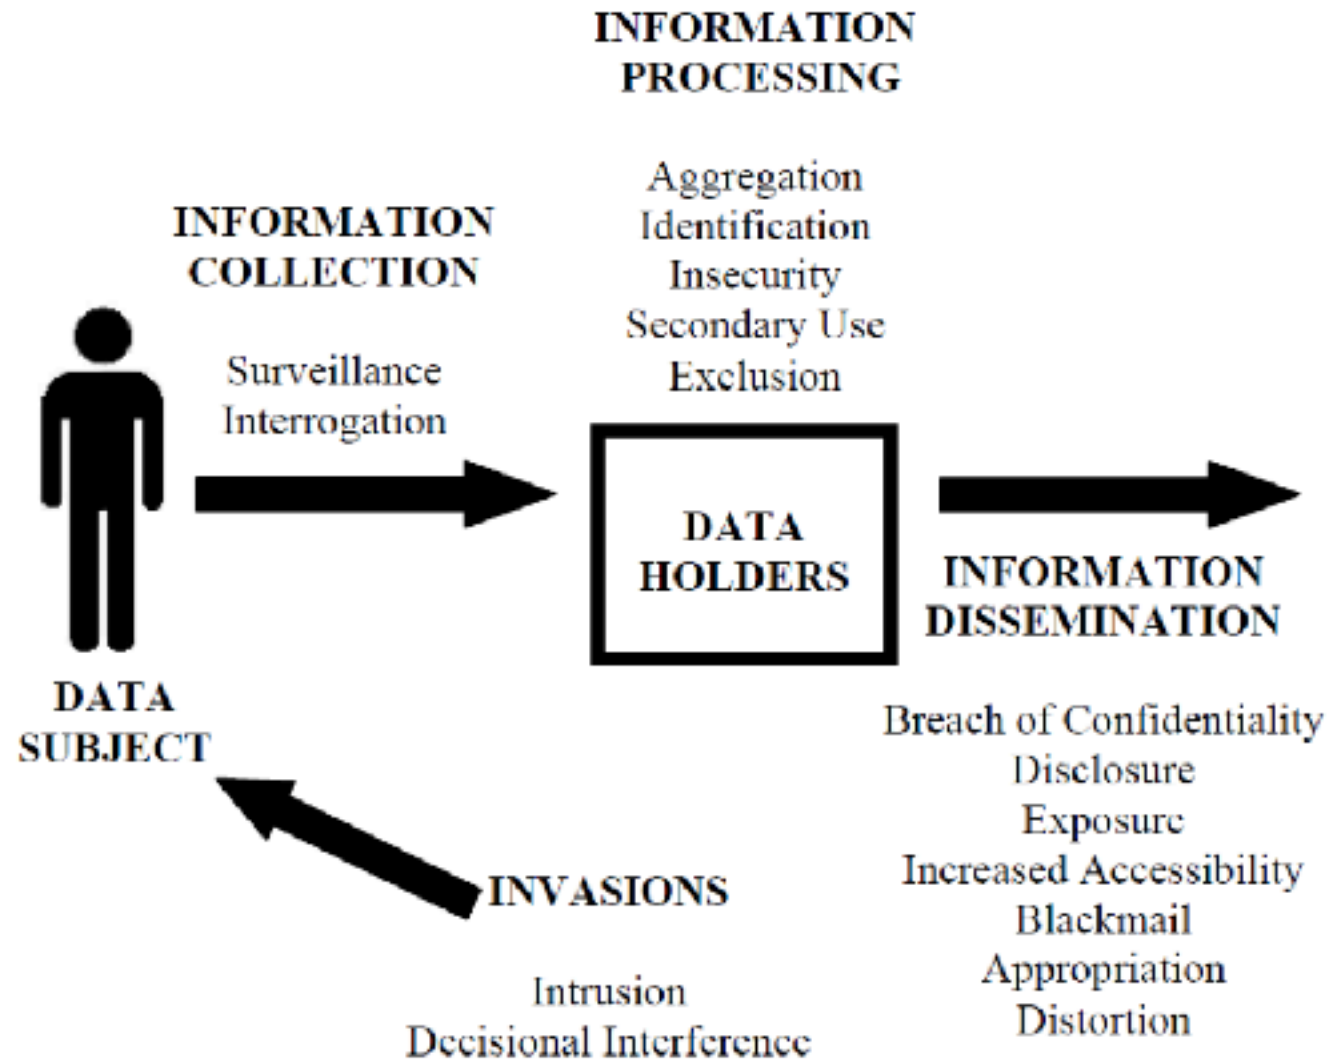 INFORMATION
PROCESSING
Aggregation
Identification
Insecurity
Secondary Use
Exclusion
INFORMATION
COLLECTION
Surveillance
Interrogation
DATA
HOLDERS
INFORMATION
DISSEMINATION
Breach of Confidentiality
Disclosure
Exposure
Increased Accessibility
Blackmail
Appropriation
Distortion
DATA
SUBJECT
INVASIONS
Intrusion
Decisional Interference